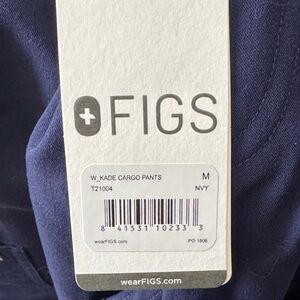 FIGS
W_KADE CARGO PANTS M
T21004 NVY
8 41531 10233 3
wearFIGS.com PO 1806
wearFIGS.com